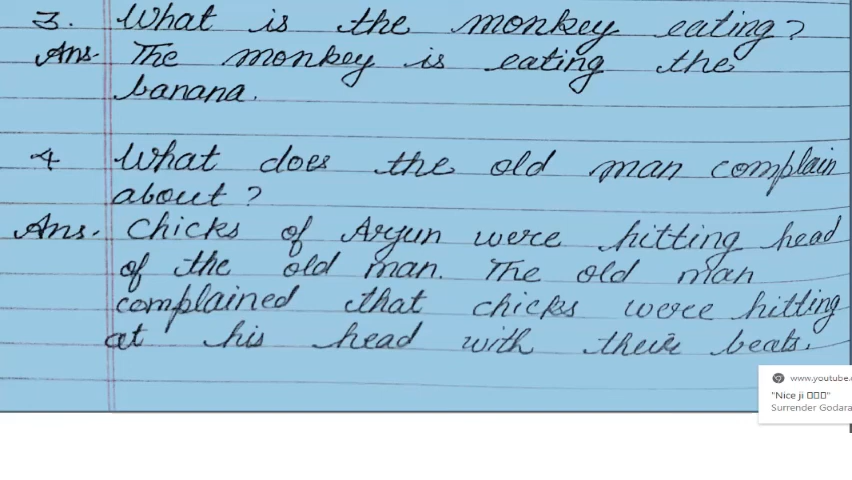 3. What is the monkey eating?
Ans. The monkey is eating the
banana.
4 What does the old man complain
about?
Ans. Chicks of Arjun were hitting head
of the old man. The old man
complained that chicks were hitting
at his head with their beats.
www.youtube.c
"Nice ji
Surrender Godara